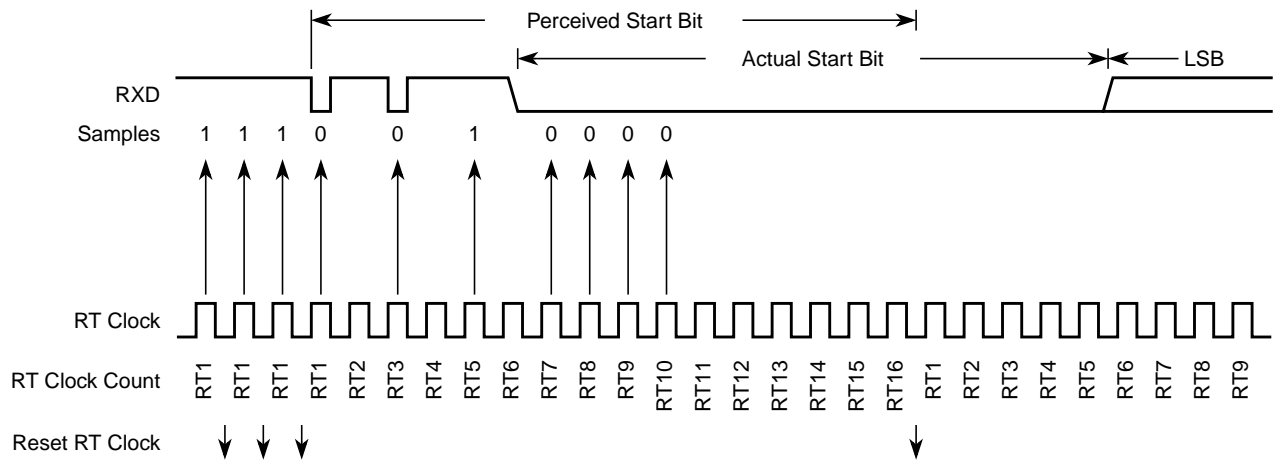 Perceived Start Bit
Actual Start Bit
LSB
RXD
Samples 1 1 1 0 0 1 0 0 0 0
RT Clock
RT Clock Count RT1 RT1 RT1 RT1 RT2 RT3 RT4 RT5 RT6 RT7 RT8 RT9 RT10 RT11 RT12 RT13 RT14 RT15 RT16 RT1 RT2 RT3 RT4 RT5 RT6 RT7 RT8 RT9
Reset RT Clock